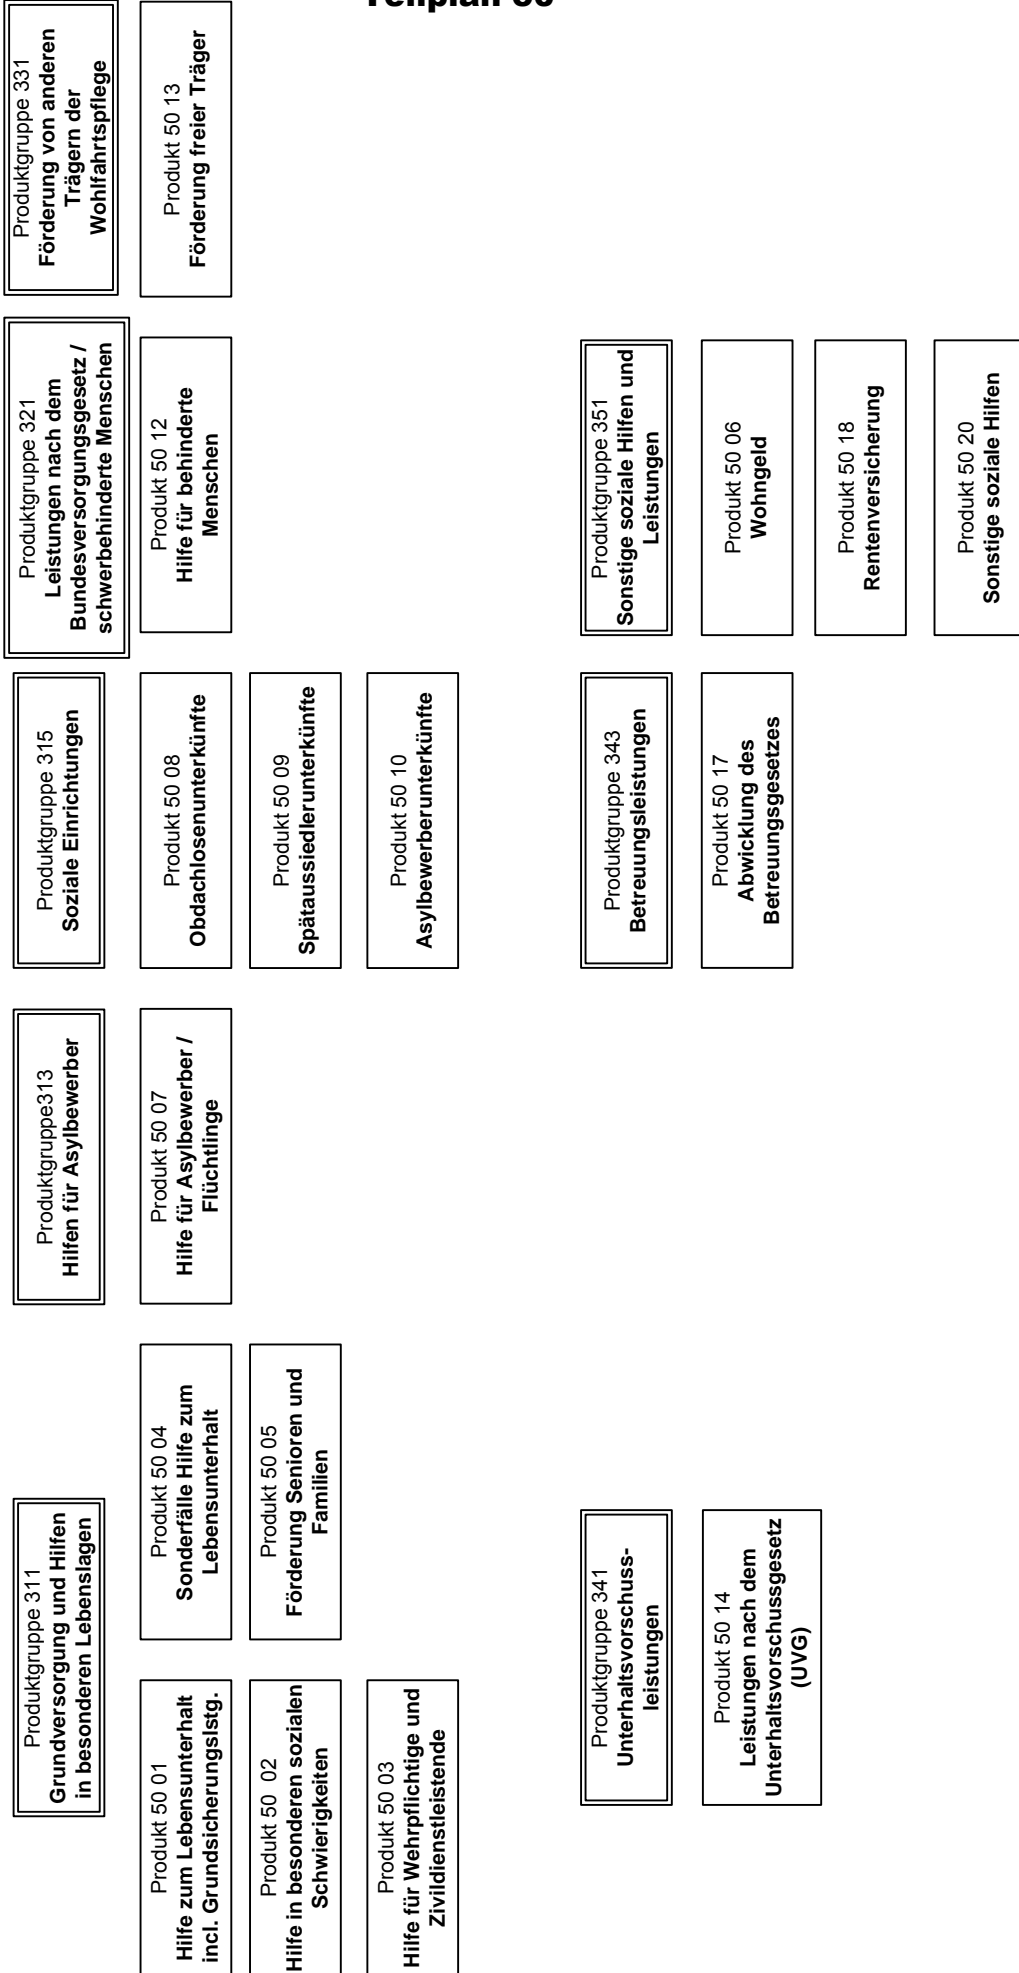 Produktgruppe 311
Grundversorgung und Hilfen
in besonderen Lebenslagen
Produkt 50 01
Hilfe zum Lebensunterhalt
incl. Grundsicherungslstg.
Produkt 50  02
Hilfe in besonderen sozialen
Schwierigkeiten
Produkt 50 03
Hilfe für Wehrpflichtige und
Zivildienstleistende
Produkt 50 04
Sonderfälle Hilfe zum
Lebensunterhalt
Produkt 50 05
Förderung Senioren und
Familien
Produktgruppe313
Hilfen für Asylbewerber
Produkt 50 07
Hilfe für Asylbewerber /
Flüchtlinge
Produktgruppe 315
Soziale Einrichtungen
Produkt 50 08
Obdachlosenunterkünfte
Produkt 50 09
Spätaussiedlerunterkünfte
Produkt 50 10
Asylbewerberunterkünfte
Produktgruppe 321
Leistungen nach dem
Bundesversorgungsgesetz /
schwerbehinderte Menschen
Produkt 50 12
Hilfe für behinderte
Menschen
Produktgruppe 331
Förderung von anderen
Trägern der
Wohlfahrtspflege
Produkt 50 13
Förderung freier Träger
Produktgruppe 341
Unterhaltsvorschuss-
leistungen
Produkt 50 14
Leistungen nach dem
Unterhaltsvorschussgesetz
(UVG)
Produktgruppe 343
Betreuungsleistungen
Produkt 50 17
Abwicklung des
Betreuungsgesetzes
Produktgruppe 351
Sonstige soziale Hilfen und
Leistungen
Produkt 50 06
Wohngeld
Produkt 50 18
Rentenversicherung
Produkt 50 20
Sonstige soziale Hilfen